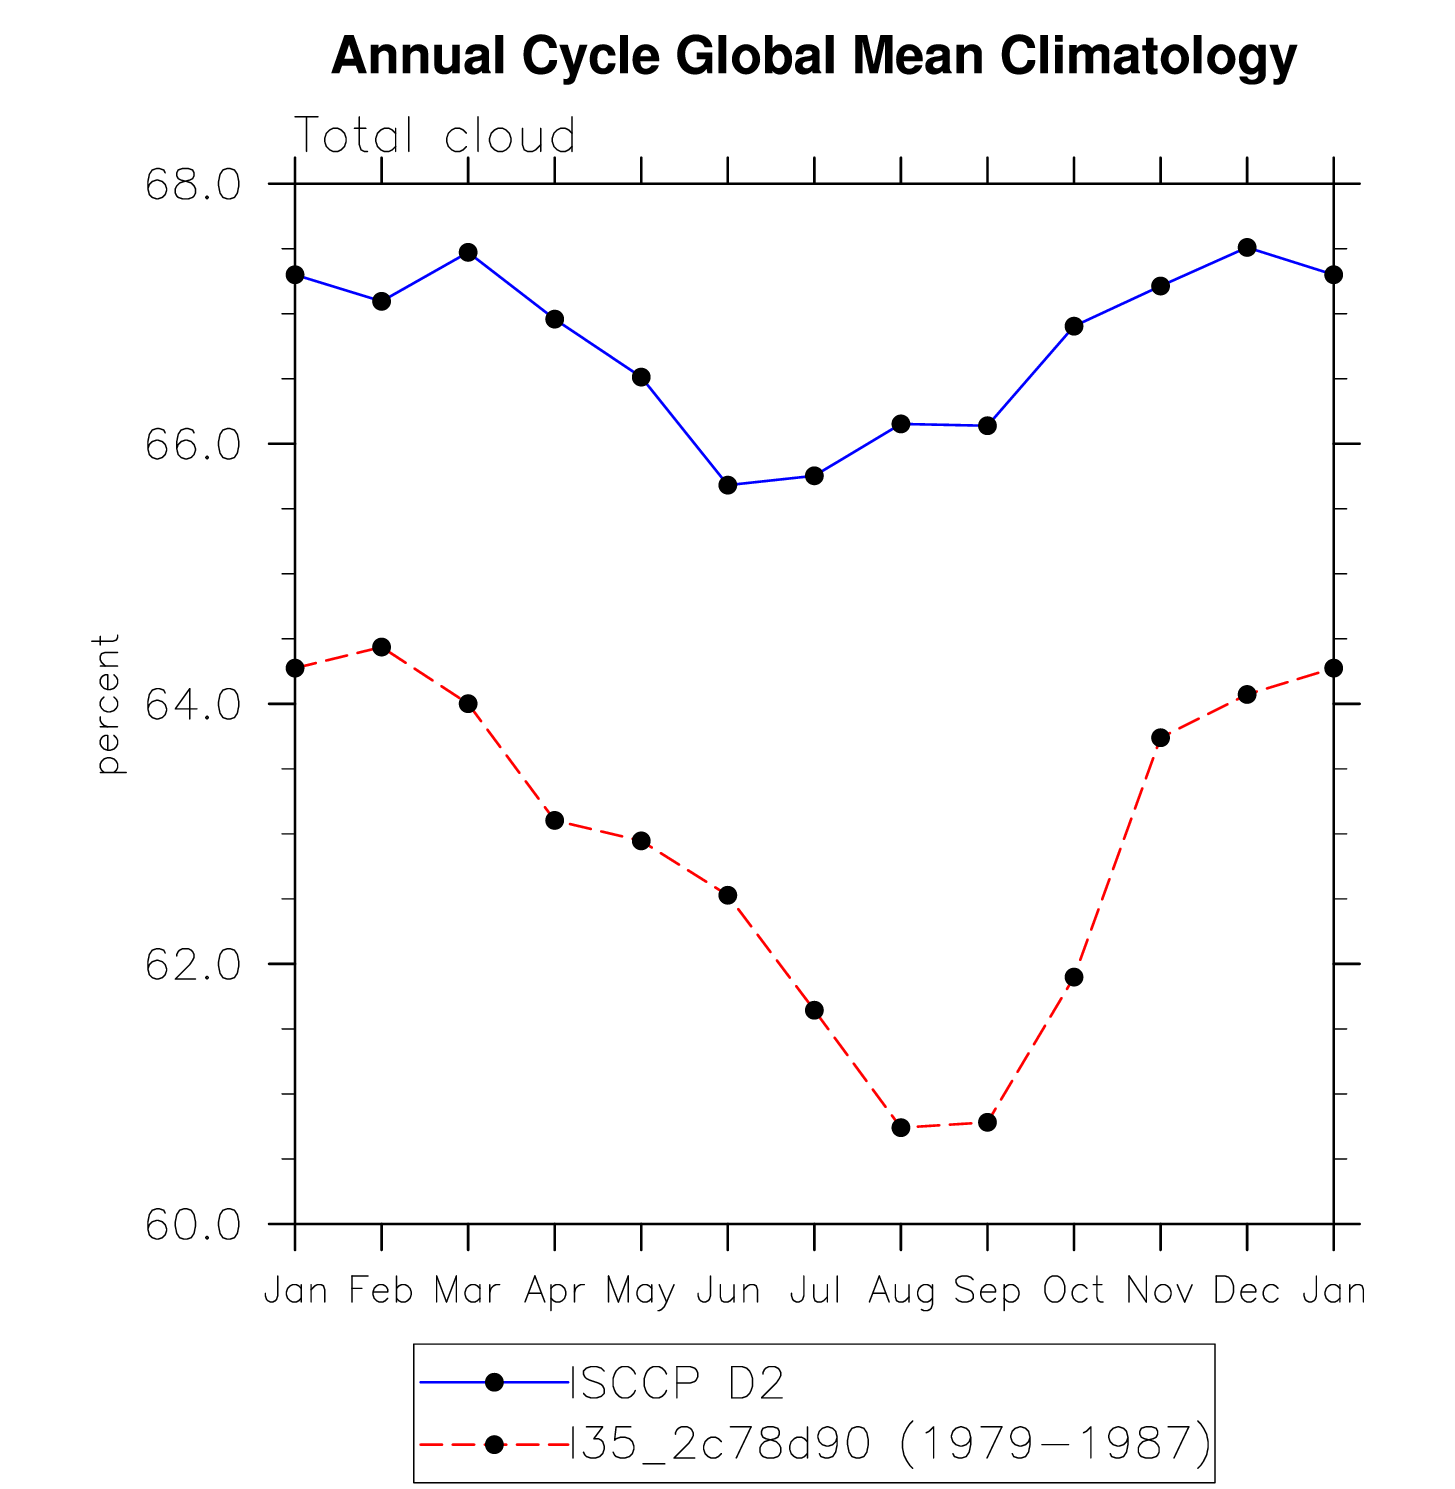 Annual Cycle Global Mean Climatology
Total cloud
68.0
66.0
64.0
62.0
60.0
percent
Jan Feb Mar Apr May Jun Jul Aug Sep Oct Nov Dec Jan
ISCCP D2
I35_2c78d90 (1979-1987)